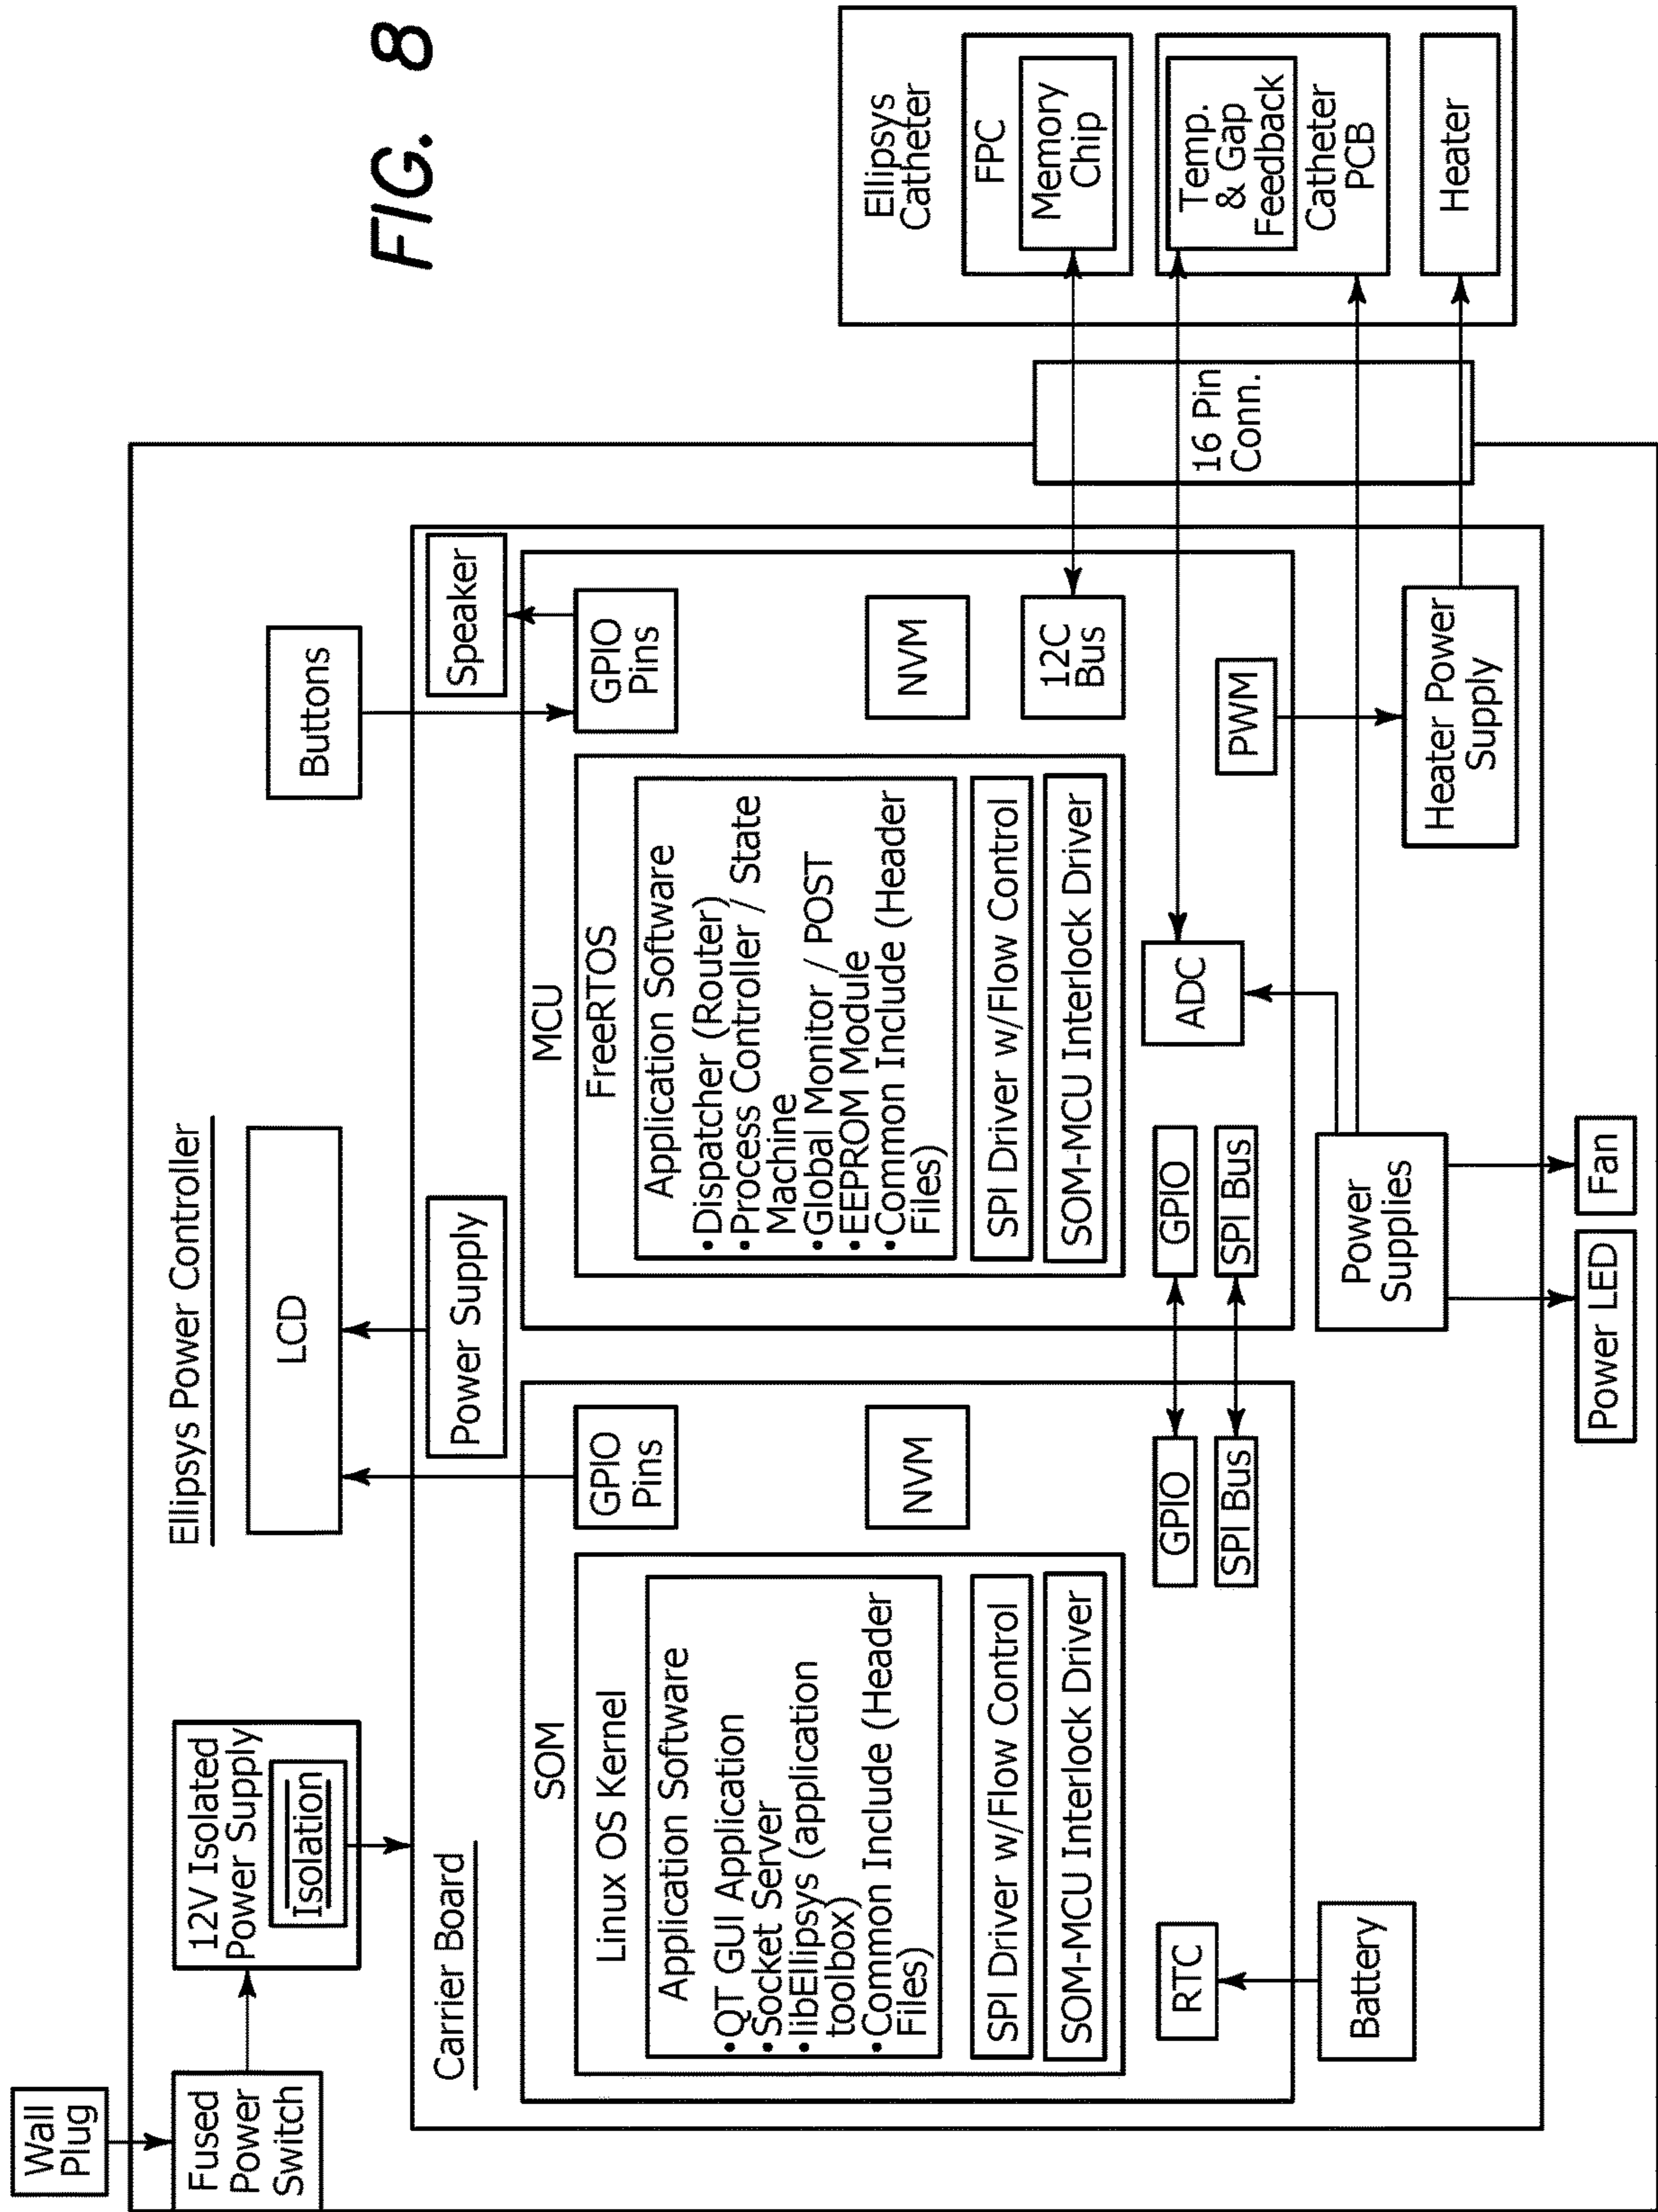 FIG. 8
Wall
Plug
Fused
Power
Switch
12V Isolated
Power Supply
Isolation
Ellipsys Power Controller
LCD
Buttons
Carrier Board
Power Supply
Speaker
SOM
Linux OS Kernel
Application Software
•QT GUI Application
•Socket Server
•libEllipsys (application
toolbox)
•Common Include (Header
Files)
SPI Driver w/Flow Control
SOM-MCU Interlock Driver
GPIO
Pins
NVM
GPIO
SPI Bus
RTC
Battery
MCU
FreeRTOS
Application Software
•Dispatcher (Router)
•Process Controller / State
Machine
•Global Monitor / POST
•EEPROM Module
•Common Include (Header
Files)
SPI Driver w/Flow Control
SOM-MCU Interlock Driver
GPIO
Pins
NVM
12C
Bus
GPIO
SPI Bus
ADC
PWM
Power
Supplies
Heater Power
Supply
Power LED
Fan
16 Pin
Conn.
Ellipsys
Catheter
FPC
Memory
Chip
Temp.
& Gap
Feedback
Catheter
PCB
Heater